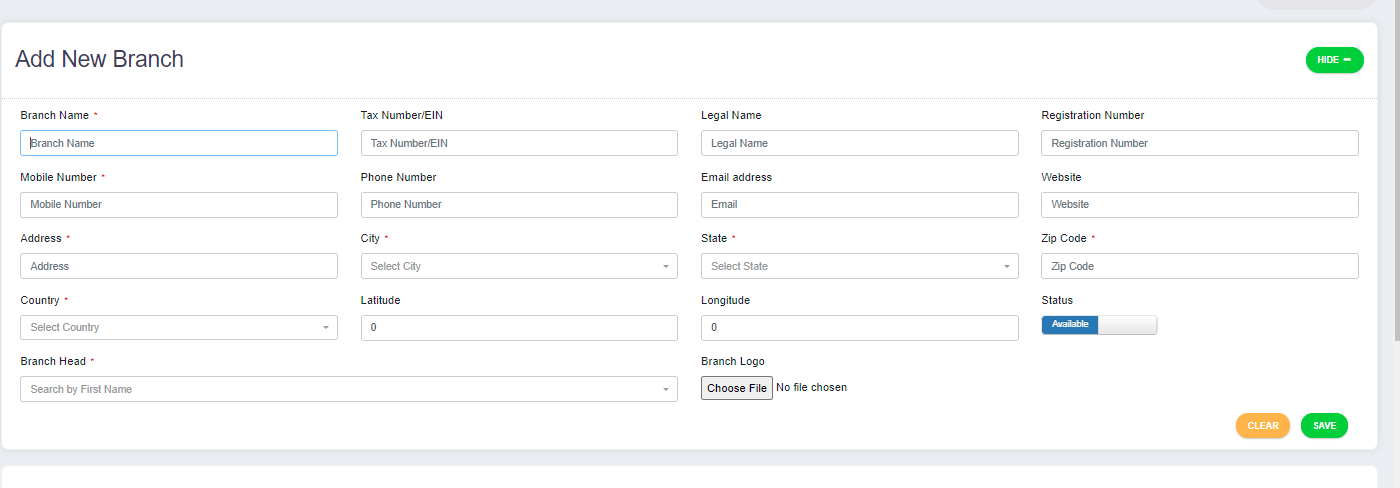 Add New Branch
HIDE
Branch Name * Tax Number/EIN Legal Name Registration Number
Branch Name Tax Number/EIN Legal Name Registration Number
Mobile Number * Phone Number Email address Website
Mobile Number Phone Number Email Website
Address * City * State * Zip Code *
Address Select City Select State Zip Code
Country * Latitude Longitude Status
Select Country 0 0 Available
Branch Head * Branch Logo
Search by First Name Choose File No file chosen
CLEAR SAVE